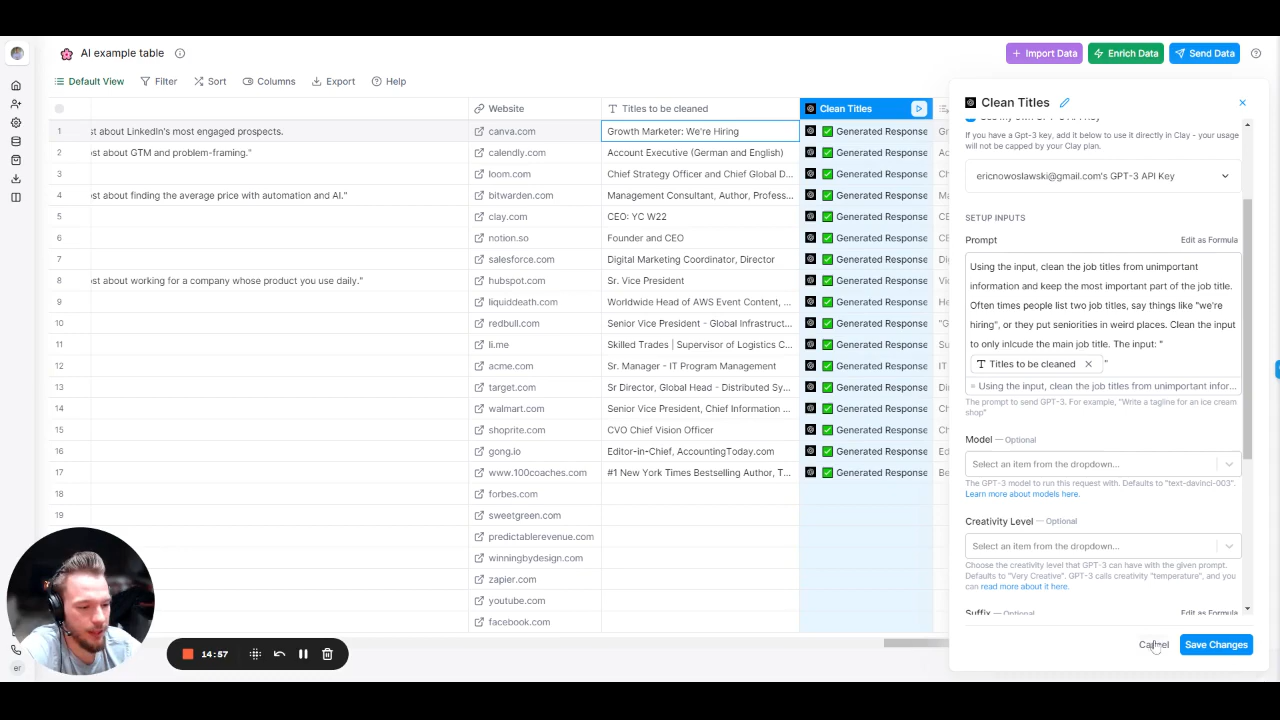 AI example table
Import Data
Enrich Data
Send Data
Default View
Filter
Sort
Columns
Export
Help
Website
Titles to be cleaned
Clean Titles
1 st about LinkedIn's most engaged prospects. canva.com Growth Marketer: We're Hiring Generated Response
2 ost about GTM and problem-framing." calendly.com Account Executive (German and English) Generated Response
3 loom.com Chief Strategy Officer and Chief Global D... Generated Response
4 ost about finding the average price with automation and AI." bitwarden.com Management Consultant, Author, Profess... Generated Response
5 clay.com CEO: YC W22 Generated Response
6 notion.so Founder and CEO Generated Response
7 salesforce.com Digital Marketing Coordinator, Director Generated Response
8 ost about working for a company whose product you use daily." hubspot.com Sr. Vice President Generated Response
9 liquiddeath.com Worldwide Head of AWS Event Content, ... Generated Response
10 redbull.com Senior Vice President - Global Infrastruct... Generated Response
11 li.me Skilled Trades | Supervisor of Logistics C... Generated Response
12 acme.com Sr. Manager - IT Program Management Generated Response
13 target.com Sr Director, Global Head - Distributed Sy... Generated Response
14 walmart.com Senior Vice President, Chief Information ... Generated Response
15 shoprite.com CVO Chief Vision Officer Generated Response
16 gong.io Editor-in-Chief, AccountingToday.com Generated Response
17 www.100coaches.com #1 New York Times Bestselling Author, T... Generated Response
18 forbes.com
19 sweetgreen.com
predictablerevenue.com
winningbydesign.com
zapier.com
youtube.com
facebook.com
14:57
Clean Titles
If you have a Gpt-3 key, add it below to use it directly in Clay - your usage
will not be capped by your Clay plan.
ericnowoslawski@gmail.com's GPT-3 API Key
SETUP INPUTS
Prompt
Edit as Formula
Using the input, clean the job titles from unimportant
information and keep the most important part of the job title.
Often times people list two job titles, say things like "we're
hiring", or they put seniorities in weird places. Clean the input
to only inlcude the main job title. The input: "
Titles to be cleaned "
= Using the input, clean the job titles from unimportant infor...
The prompt to send GPT-3. For example, "Write a tagline for an ice cream
shop"
Model — Optional
Select an item from the dropdown...
The GPT-3 model to run this request with. Defaults to "text-davinci-003".
Learn more about models here.
Creativity Level — Optional
Select an item from the dropdown...
Choose the creativity level that GPT-3 can have with the given prompt.
Defaults to "Very Creative". GPT-3 calls creativity "temperature", and you
can read more about it here.
Suffix — Optional
Edit as Formula
Cancel
Save Changes